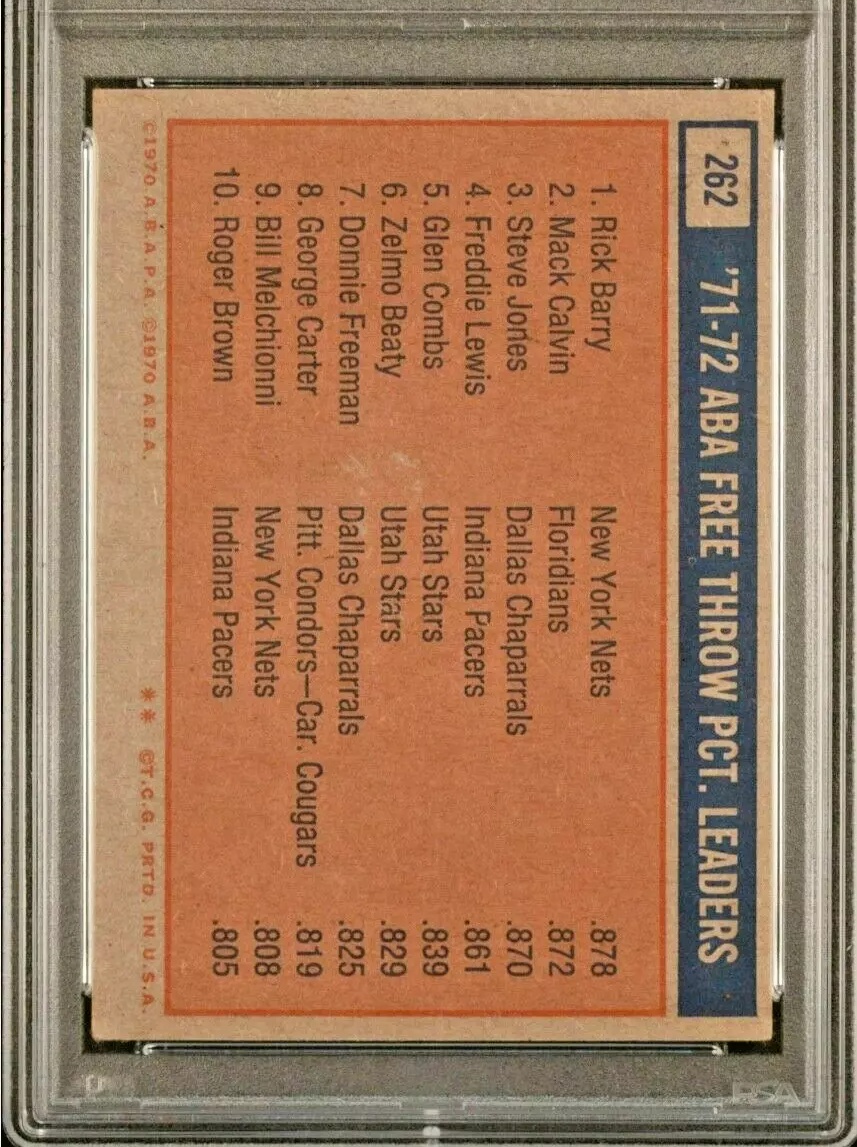 262 '71-72 ABA FREE THROW PCT. LEADERS
1. Rick Barry New York Nets .878
2. Mack Calvin Floridians .872
3. Steve Jones Dallas Chaparrals .870
4. Freddie Lewis Indiana Pacers .861
5. Glen Combs Utah Stars .839
6. Zelmo Beaty Utah Stars .829
7. Donnie Freeman Dallas Chaparrals .825
8. George Carter Pitt. Condors—Car. Cougars .819
9. Bill Melchionni New York Nets .808
10. Roger Brown Indiana Pacers .805
©1970 A.B.A.P.A. ©1970 A.B.A. ** ©T.C.G. PRTD. IN U.S.A.
PSA